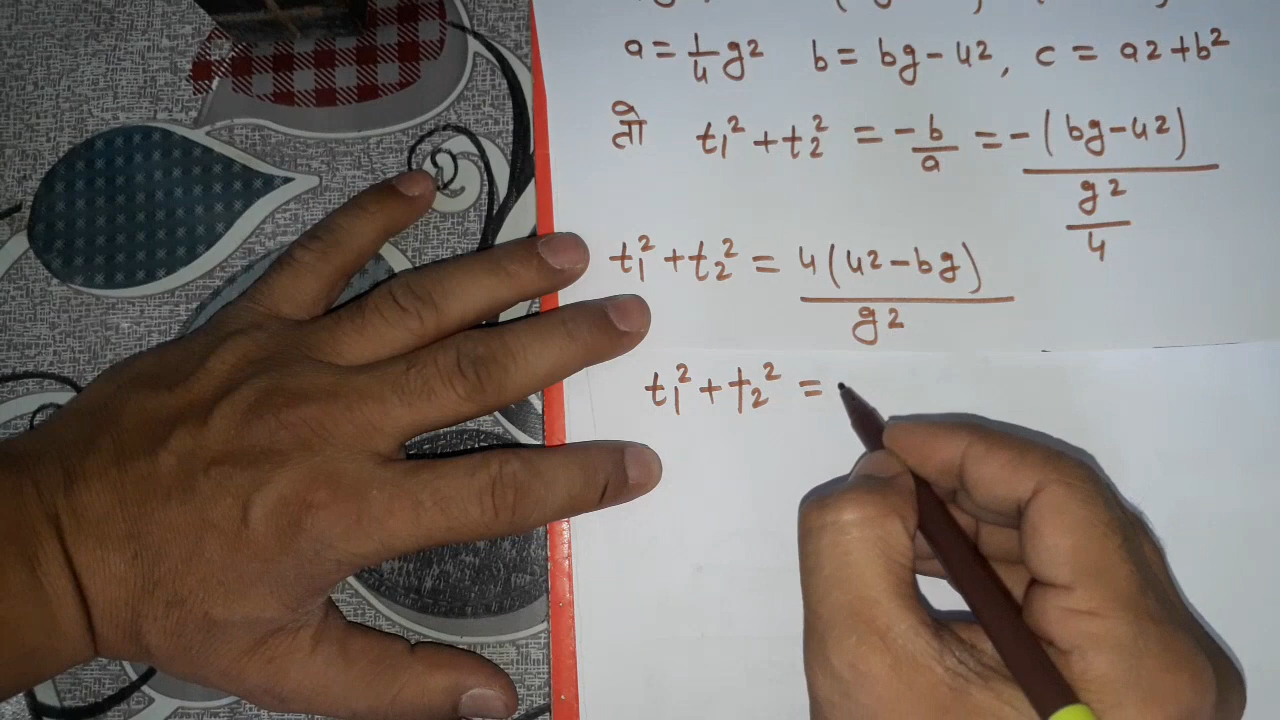 a = 1/4 g² b = bg - u², c = a² + b²
तो t₁² + t₂² = -b/a = -(bg - u²)/(g²/4)
t₁² + t₂² = 4(u² - bg)/g²
t₁² + t₂² =